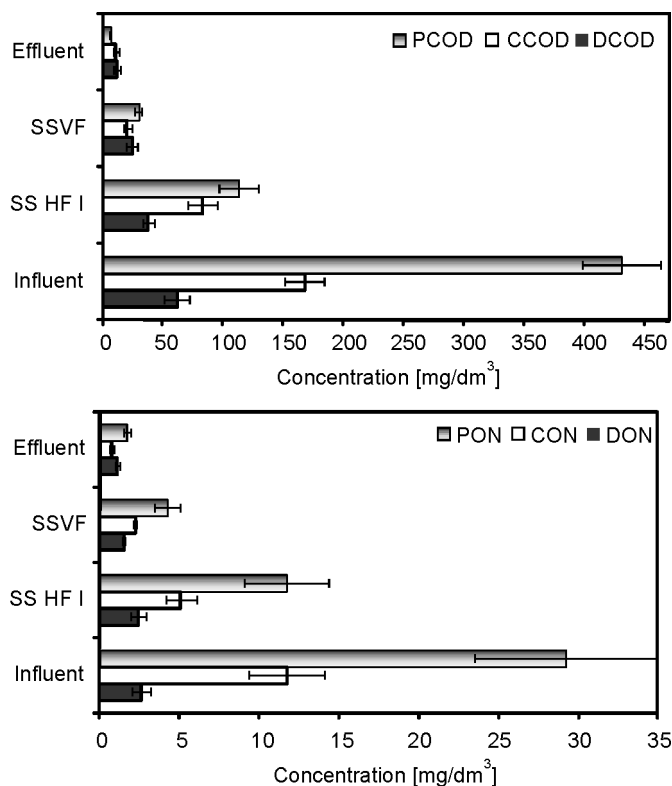 PCOD CCOD DCOD
Effluent
SSVF
SS HF I
Influent
0 50 100 150 200 250 300 350 400 450
Concentration [mg/dm³]
PON CON DON
Effluent
SSVF
SS HF I
Influent
0 5 10 15 20 25 30 35
Concentration [mg/dm³]